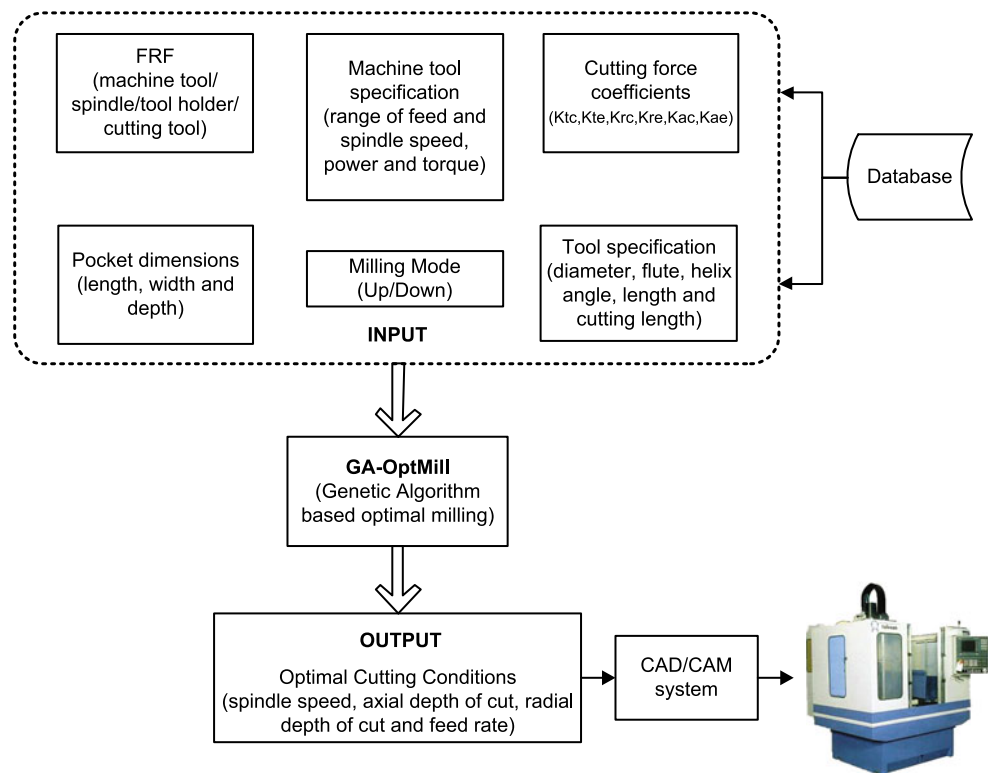 FRF
(machine tool/
spindle/tool holder/
cutting tool)
Machine tool
specification
(range of feed and
spindle speed,
power and torque)
Cutting force
coefficients
(Ktc,Kte,Krc,Kre,Kac,Kae)
Database
Pocket dimensions
(length, width and
depth)
Milling Mode
(Up/Down)
Tool specification
(diameter, flute, helix
angle, length and
cutting length)
INPUT
GA-OptMill
(Genetic Algorithm
based optimal milling)
OUTPUT
Optimal Cutting Conditions
(spindle speed, axial depth of cut, radial
depth of cut and feed rate)
CAD/CAM
system